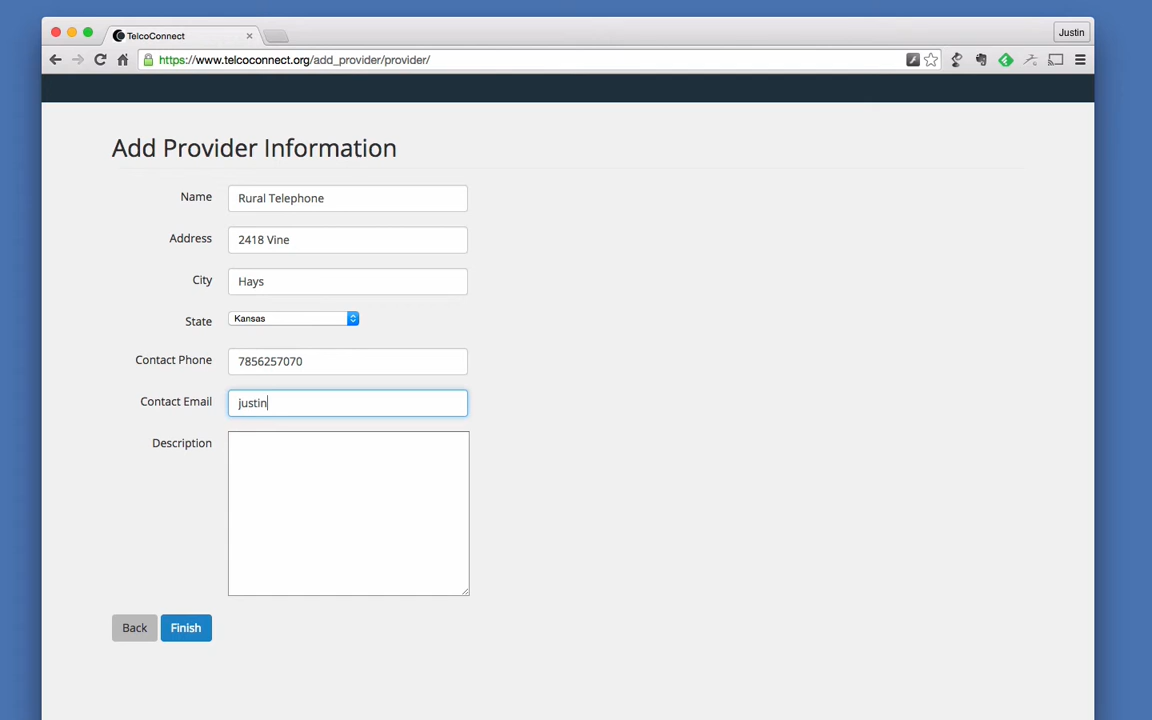 TelcoConnect
Justin
https://www.telcoconnect.org/add_provider/provider/
Add Provider Information
Name
Rural Telephone
Address
2418 Vine
City
Hays
State
Kansas
Contact Phone
7856257070
Contact Email
justin
Description
Back
Finish